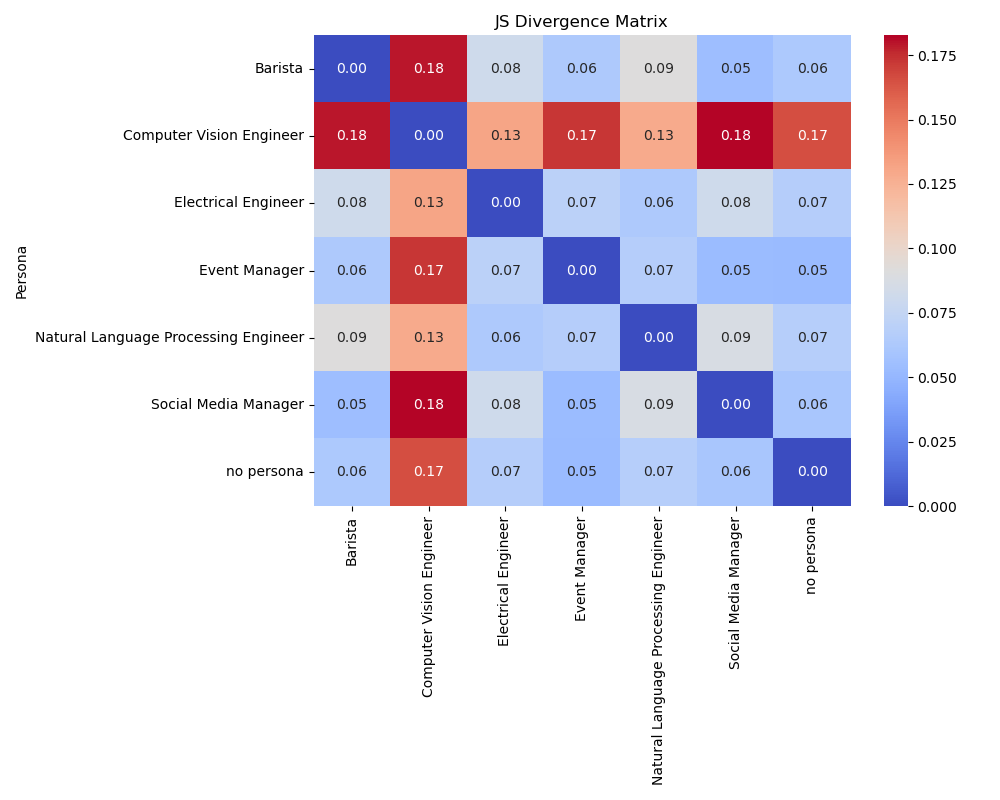 JS Divergence Matrix
Persona
Barista 0.00 0.18 0.08 0.06 0.09 0.05 0.06
Computer Vision Engineer 0.18 0.00 0.13 0.17 0.13 0.18 0.17
Electrical Engineer 0.08 0.13 0.00 0.07 0.06 0.08 0.07
Event Manager 0.06 0.17 0.07 0.00 0.07 0.05 0.05
Natural Language Processing Engineer 0.09 0.13 0.06 0.07 0.00 0.09 0.07
Social Media Manager 0.05 0.18 0.08 0.05 0.09 0.00 0.06
no persona 0.06 0.17 0.07 0.05 0.07 0.06 0.00
Barista
Computer Vision Engineer
Electrical Engineer
Event Manager
Natural Language Processing Engineer
Social Media Manager
no persona
0.175
0.150
0.125
0.100
0.075
0.050
0.025
0.000